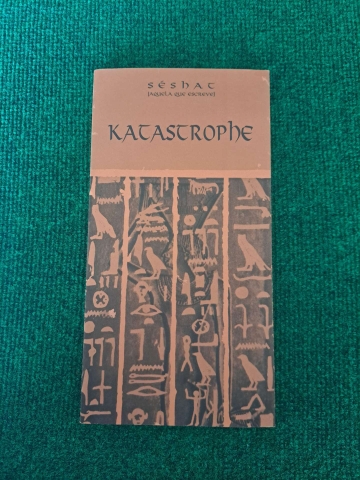 SÉSHAT
[AQUELA QUE ESCREVE]
KATASTROPHE